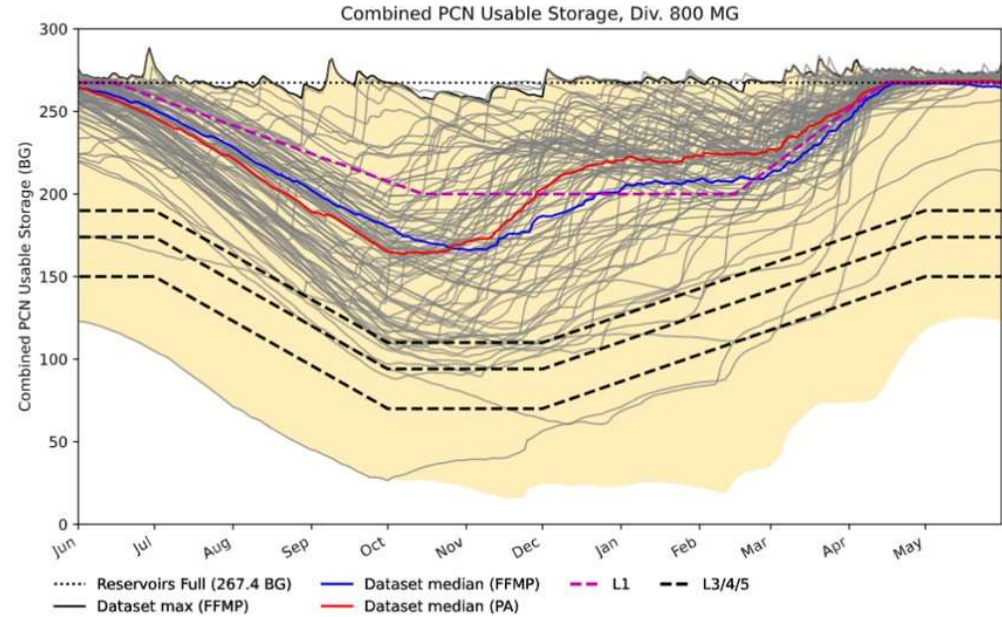 Combined PCN Usable Storage, Div. 800 MG
Combined PCN Usable Storage (BG)
300
250
200
150
100
50
0
Jun Jul Aug Sep Oct Nov Dec Jan Feb Mar Apr May
Reservoirs Full (267.4 BG) Dataset median (FFMP) L1 L3/4/5
Dataset max (FFMP) Dataset median (PA)